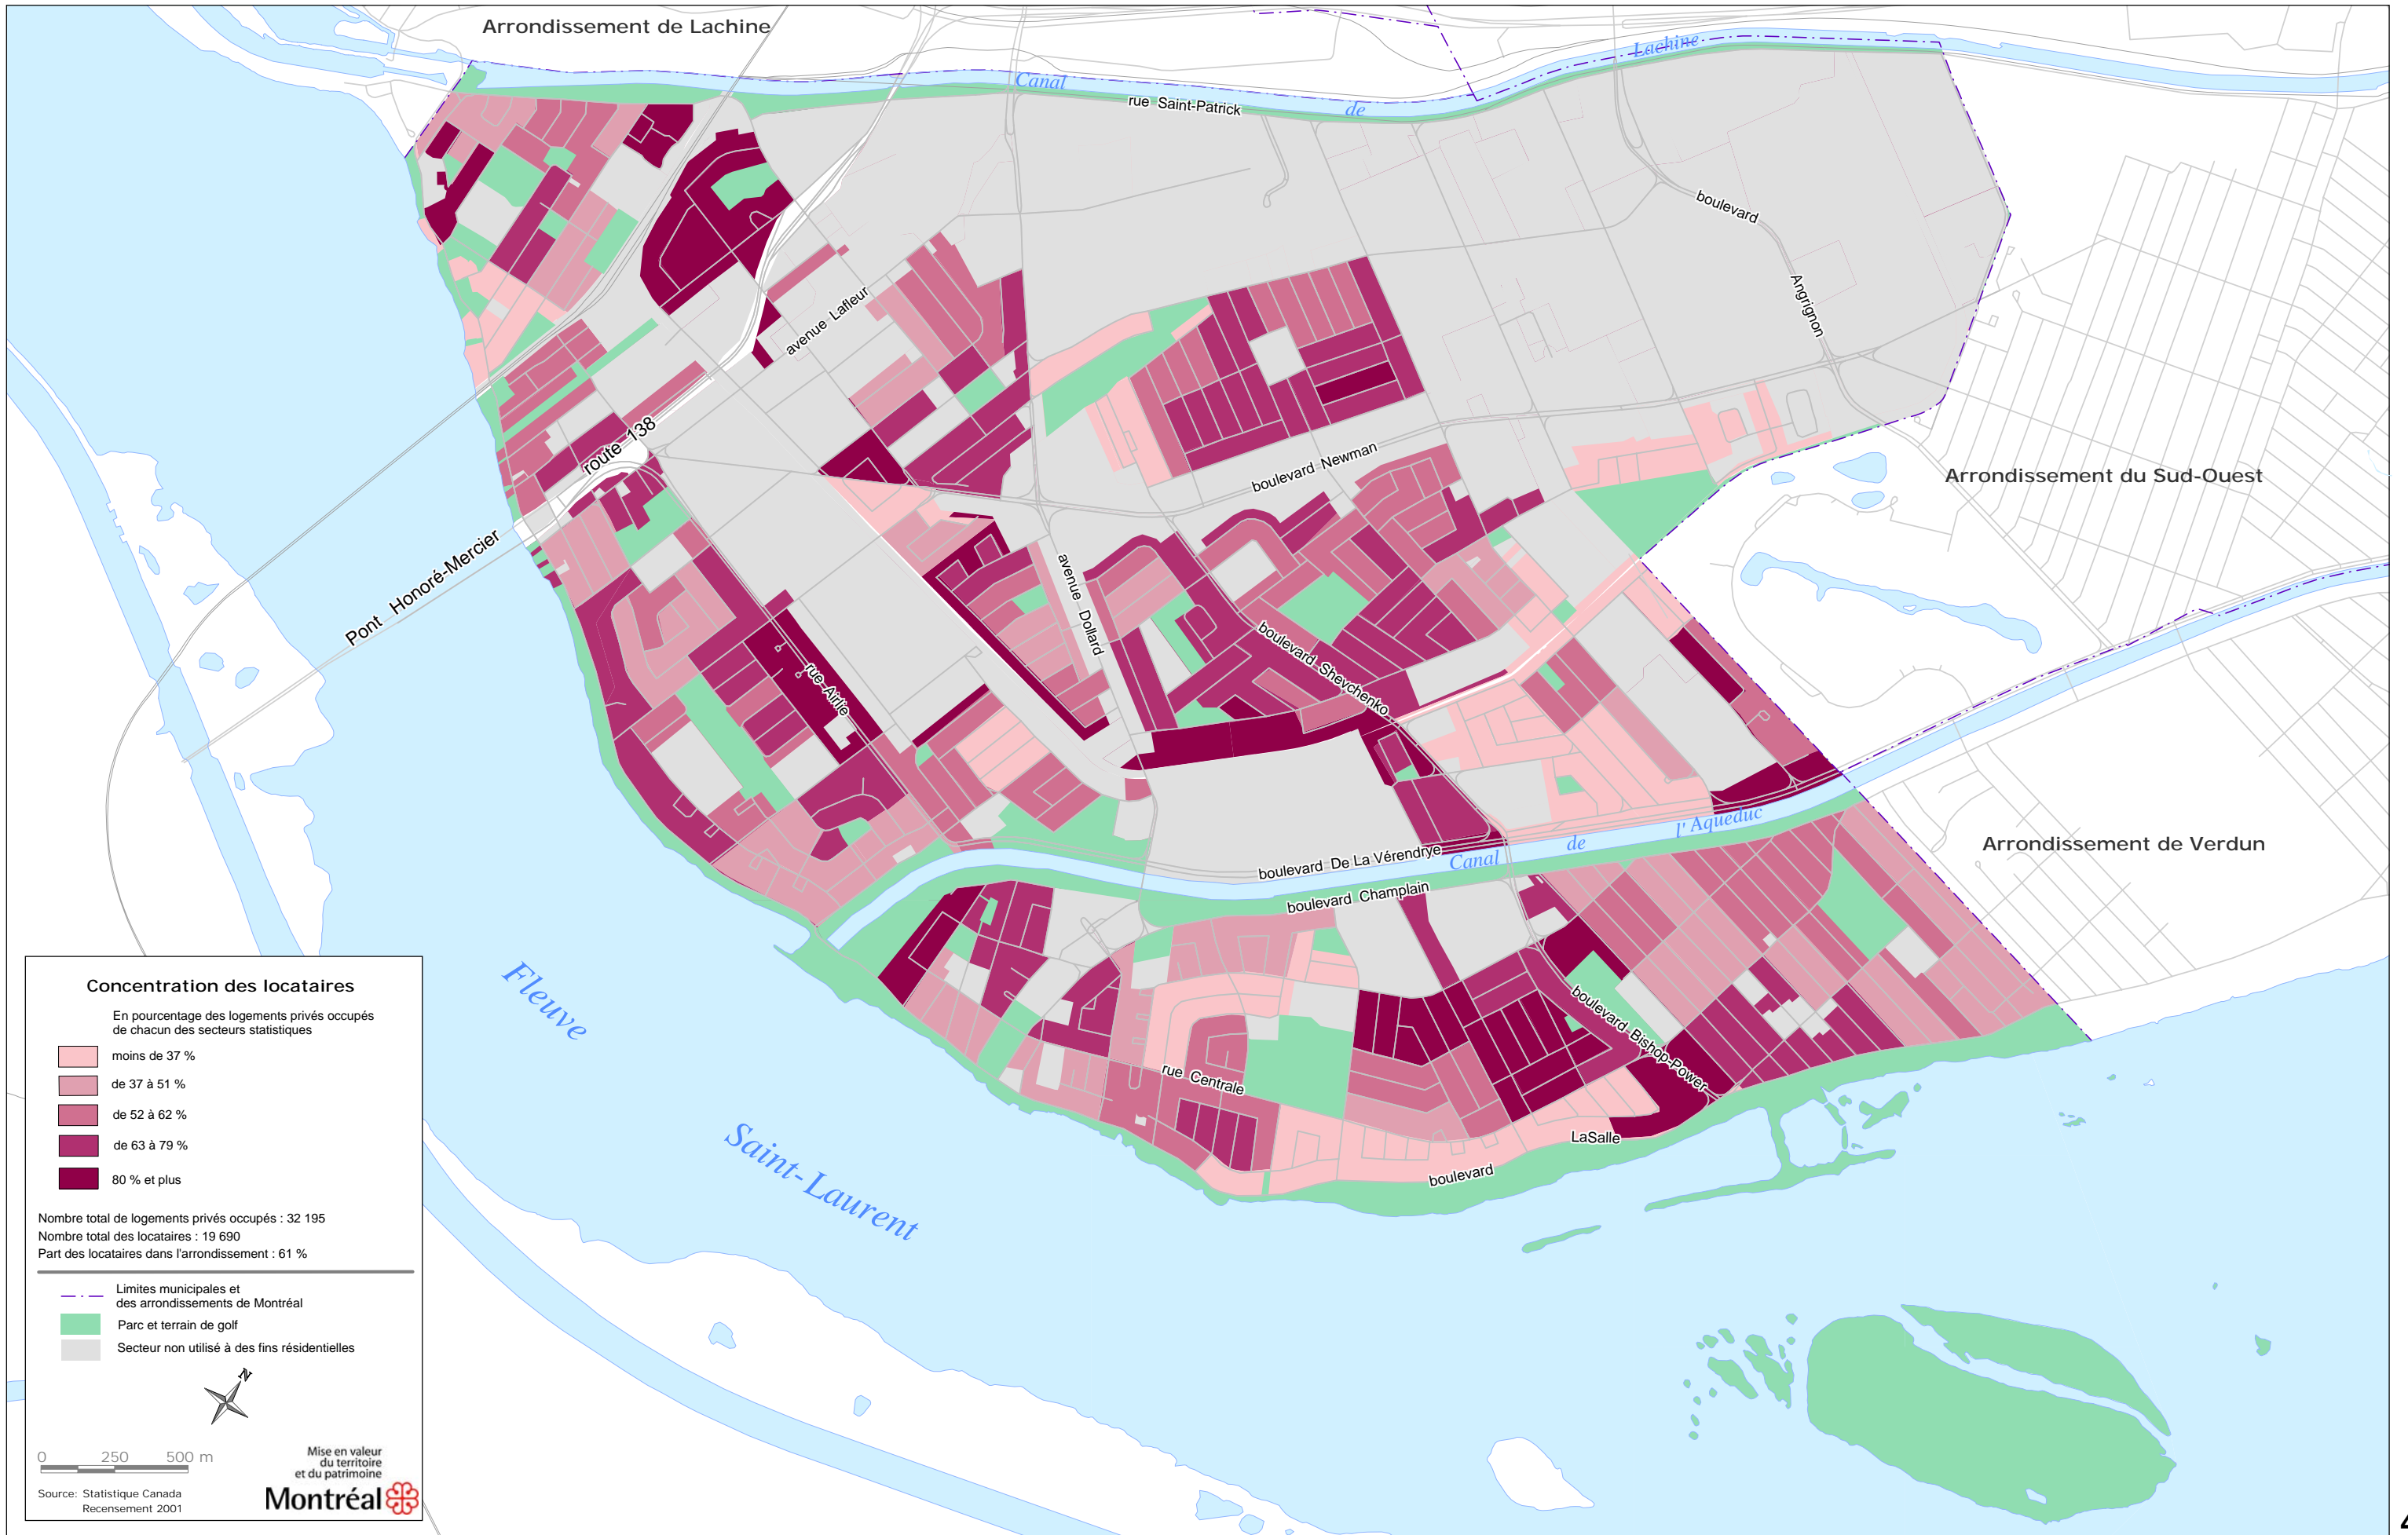 Arrondissement de Lachine
Canal
de
Lachine
rue Saint-Patrick
boulevard
Angrignon
avenue Lafleur
route 138
boulevard Newman
Arrondissement du Sud-Ouest
Pont Honoré-Mercier
avenue Dollard
boulevard Shevchenko
rue Airlie
Canal
de
l' Aqueduc
boulevard De La Vérendrye
boulevard Champlain
Arrondissement de Verdun
boulevard Bishop-Power
rue Centrale
boulevard
LaSalle
Fleuve
Saint-Laurent
Concentration des locataires
En pourcentage des logements privés occupés
de chacun des secteurs statistiques
moins de 37 %
de 37 à 51 %
de 52 à 62 %
de 63 à 79 %
80 % et plus
Nombre total de logements privés occupés : 32 195
Nombre total des locataires : 19 690
Part des locataires dans l'arrondissement : 61 %
Limites municipales et
des arrondissements de Montréal
Parc et terrain de golf
Secteur non utilisé à des fins résidentielles
N
0 250 500 m
Source: Statistique Canada
Recensement 2001
Mise en valeur
du territoire
et du patrimoine
Montréal